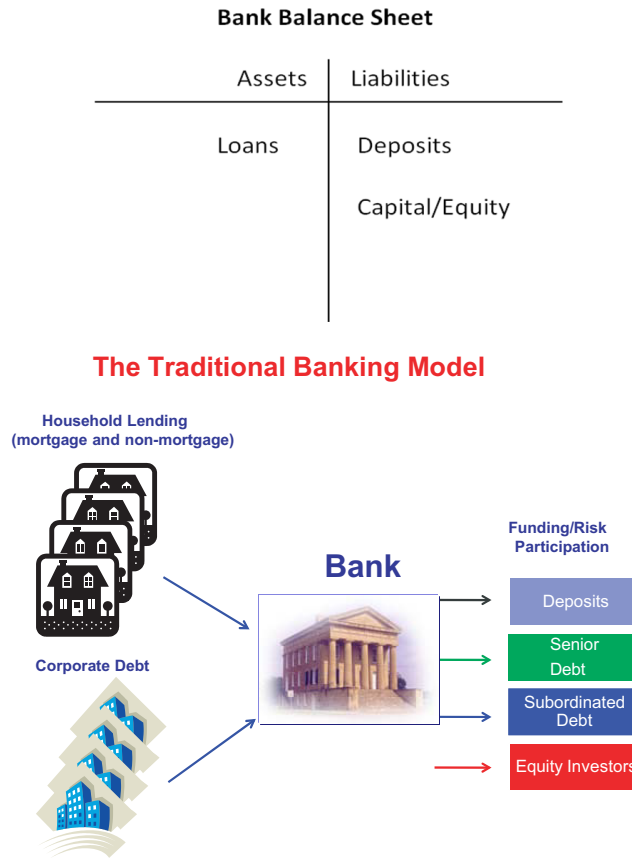 Bank Balance Sheet
Assets Liabilities
Loans Deposits
Capital/Equity
The Traditional Banking Model
Household Lending
(mortgage and non-mortgage)
Funding/Risk
Participation
Bank
Deposits
Senior
Debt
Corporate Debt
Subordinated
Debt
Equity Investors